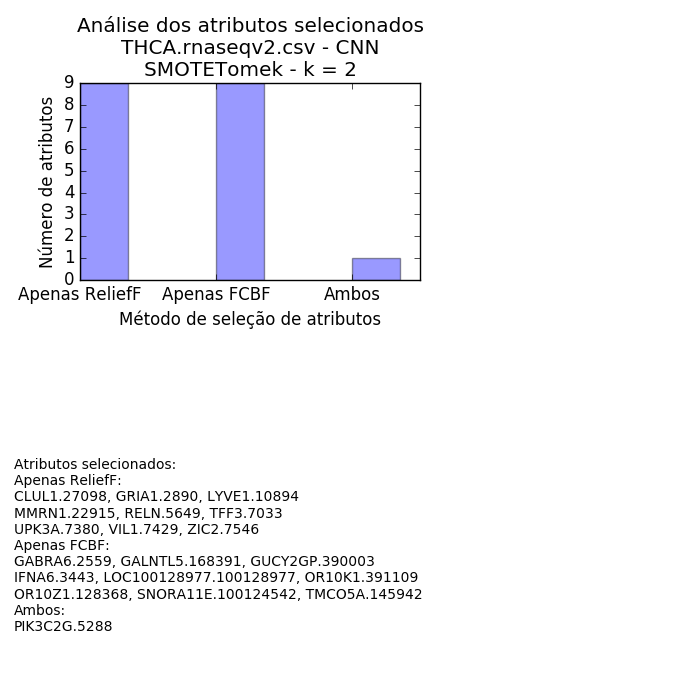 Análise dos atributos selecionados
THCA.rnaseqv2.csv - CNN
SMOTETomek - k = 2
9
8
7
6
5
4
3
2
1
0
Número de atributos
Apenas ReliefF
Apenas FCBF
Ambos
Método de seleção de atributos
Atributos selecionados:
Apenas ReliefF:
CLUL1.27098, GRIA1.2890, LYVE1.10894
MMRN1.22915, RELN.5649, TFF3.7033
UPK3A.7380, VIL1.7429, ZIC2.7546
Apenas FCBF:
GABRA6.2559, GALNTL5.168391, GUCY2GP.390003
IFNA6.3443, LOC100128977.100128977, OR10K1.391109
OR10Z1.128368, SNORA11E.100124542, TMCO5A.145942
Ambos:
PIK3C2G.5288